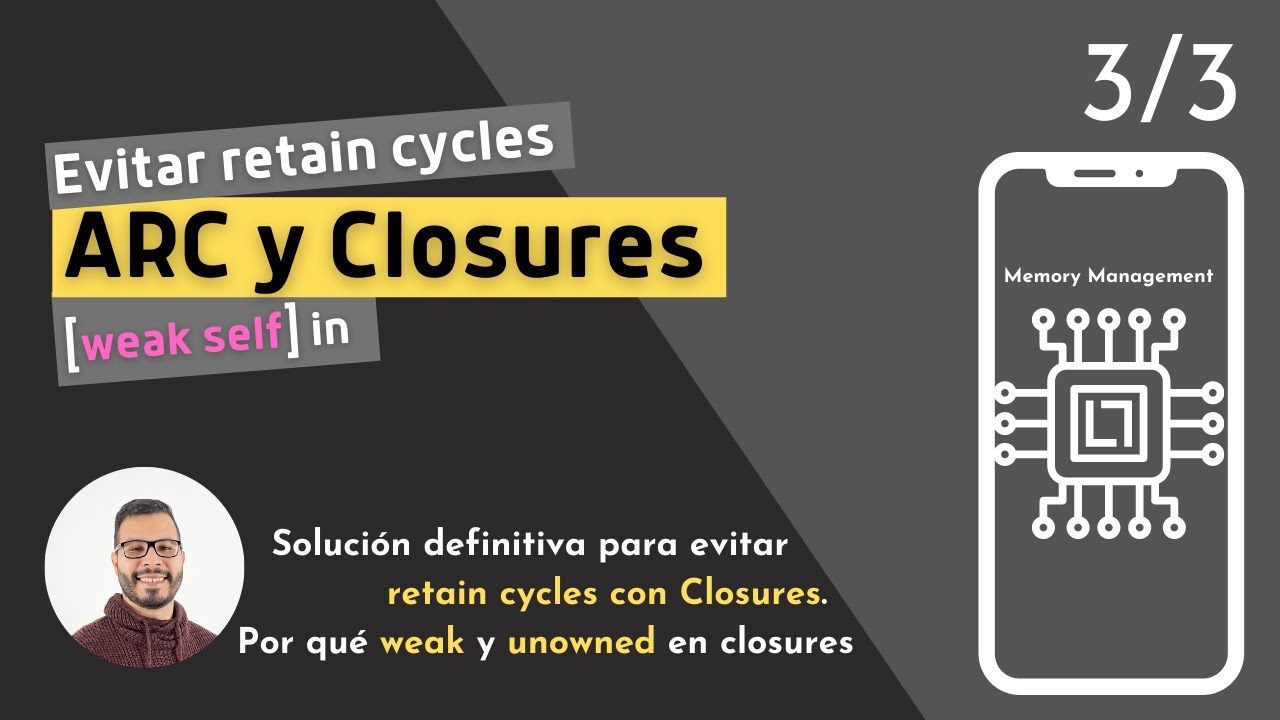 3/3
Evitar retain cycles
ARC y Closures
[weak self] in
Memory Management
Solución definitiva para evitar
retain cycles con Closures.
Por qué weak y unowned en closures